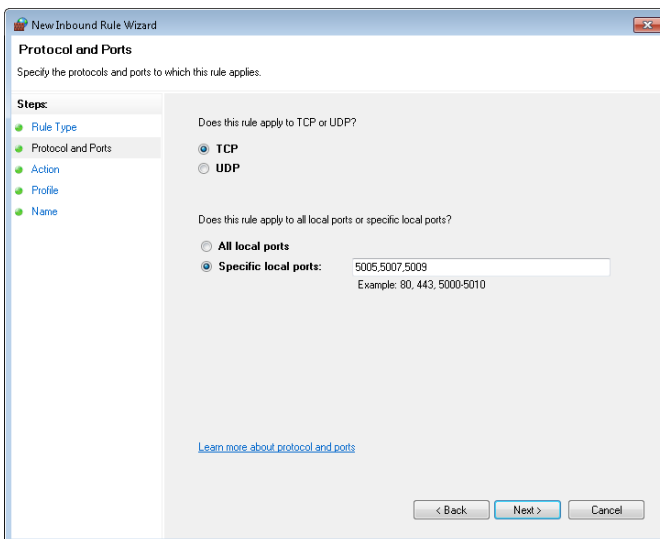 New Inbound Rule Wizard
Protocol and Ports
Specify the protocols and ports to which this rule applies.
Steps:
Rule Type
Protocol and Ports
Action
Profile
Name
Does this rule apply to TCP or UDP?
TCP
UDP
Does this rule apply to all local ports or specific local ports?
All local ports
Specific local ports: 5005,5007,5009
Example: 80, 443, 5000-5010
Learn more about protocol and ports
< Back Next > Cancel